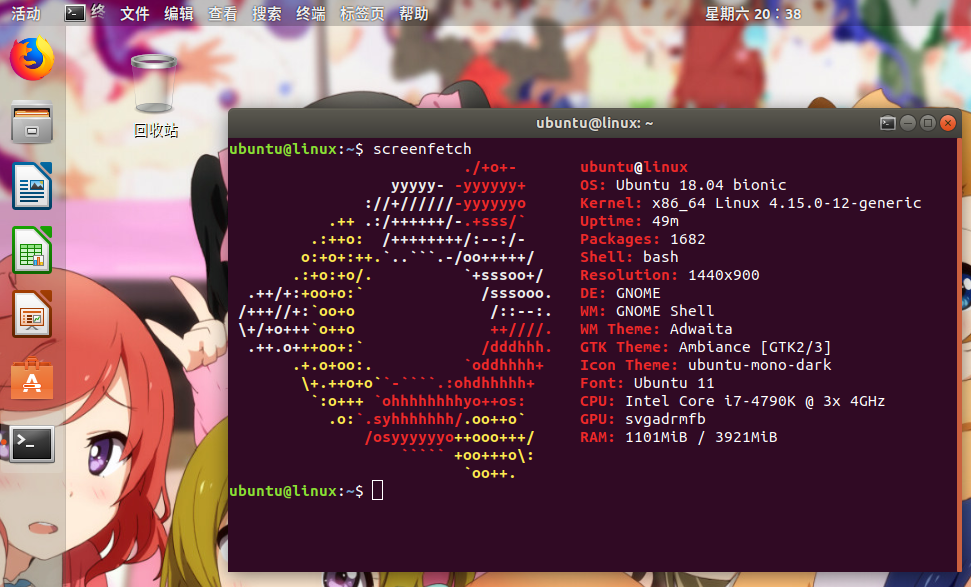 活动 终 文件 编辑 查看 搜索 终端 标签页 帮助 星期六 20：38
回收站
ubuntu@linux: ~
ubuntu@linux:~$ screenfetch
./+o+- ubuntu@linux
yyyyy- -yyyyyy+ OS: Ubuntu 18.04 bionic
://+//////-yyyyyyo Kernel: x86_64 Linux 4.15.0-12-generic
.++ .:/++++++/-.+sss/` Uptime: 49m
.:++o: /++++++++/:--:/- Packages: 1682
o:+o+:++.`..```.-/oo+++++/ Shell: bash
.:+o:+o/. `+sssoo+/ Resolution: 1440x900
.++/+:+oo+o:` /sssooo. DE: GNOME
/+++//+:`oo+o /::--:. WM: GNOME Shell
\+/+o+++`o++o ++////. WM Theme: Adwaita
.++.o+++oo+:` /dddhhh. GTK Theme: Ambiance [GTK2/3]
.+.o+oo:. `oddhhhh+ Icon Theme: ubuntu-mono-dark
\+.++o+o``-````.:ohdhhhhh+ Font: Ubuntu 11
`:o+++ `ohhhhhhhhyo++os: CPU: Intel Core i7-4790K @ 3x 4GHz
.o:`.syhhhhhhh/.oo++o` GPU: svgadrmfb
/osyyyyyyo++ooo+++/ RAM: 1101MiB / 3921MiB
````` +oo+++o\:
`oo++.
ubuntu@linux:~$